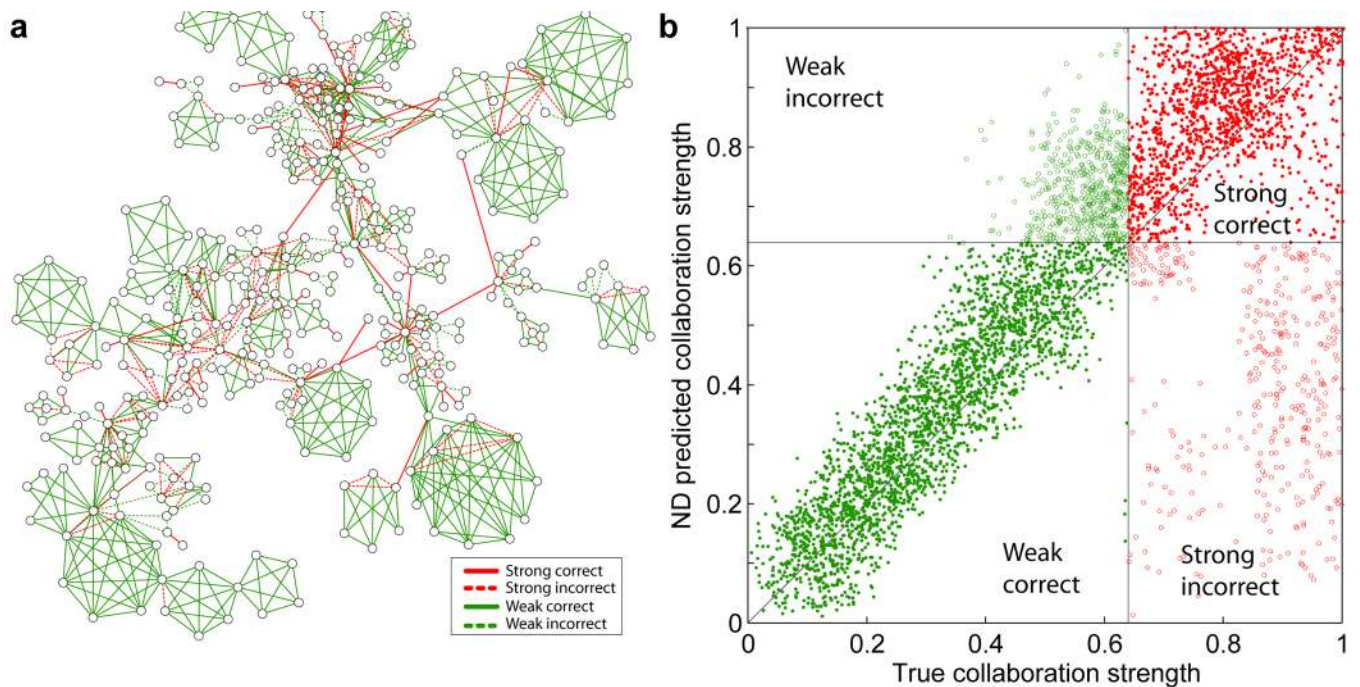 a
Strong correct
Strong incorrect
Weak correct
Weak incorrect
b
ND predicted collaboration strength
1
0.8
0.6
0.4
0.2
0
Weak
incorrect
Strong
correct
Weak
correct
Strong
incorrect
0
0.2
0.4
0.6
0.8
1
True collaboration strength